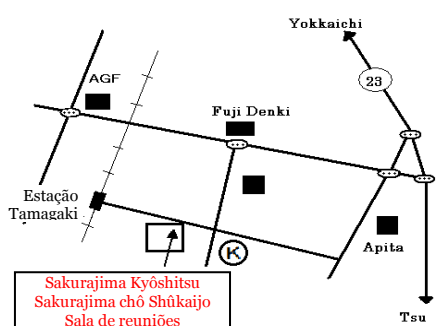 Yokkaichi
23
AGF
Fuji Denki
Estação
Tamagaki
K
Apita
Sakurajima Kyôshitsu
Sakurajima chô Shûkaijo
Sala de reuniões
Tsu